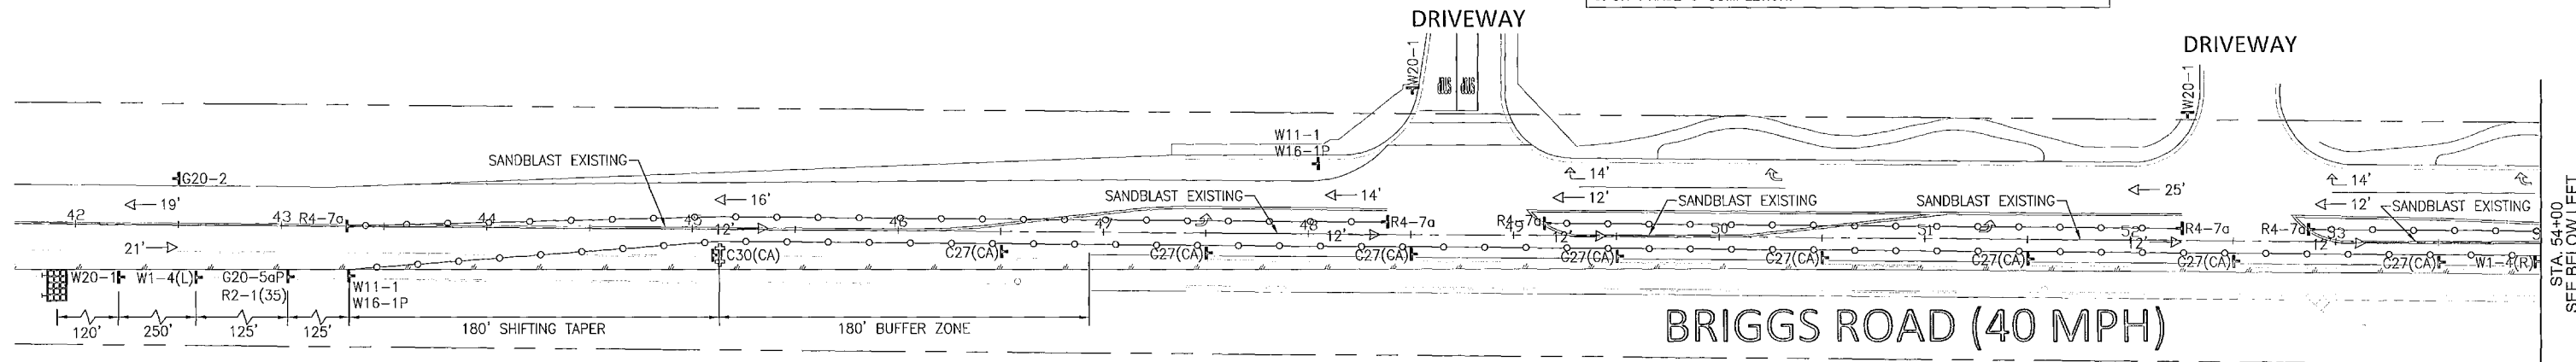 DRIVEWAY
DRIVEWAY
W20-1
W20-1
W11-1
W16-1P
SANDBLAST EXISTING
G20-2
14'
14'
19'
16'
SANDBLAST EXISTING
14'
12'
SANDBLAST EXISTING
SANDBLAST EXISTING
25'
12'
SANDBLAST EXISTING
42
43
R4-7a
44
45
46
47
48
R4-7a
R4-7a
49
50
51
52
R4-7a
R4-7a
53
21'
12'
12'
12'
12'
12'
STA. 54+00
SEE BELOW LEFT
C30(CA)
C27(CA)
C27(CA)
C27(CA)
C27(CA)
C27(CA)
C27(CA)
C27(CA)
C27(CA)
W1-4(R)
W20-1
W1-4(L)
G20-5aP
R2-1(35)
W11-1
W16-1P
120'
250'
125'
125'
180' SHIFTING TAPER
180' BUFFER ZONE
BRIGGS ROAD (40 MPH)